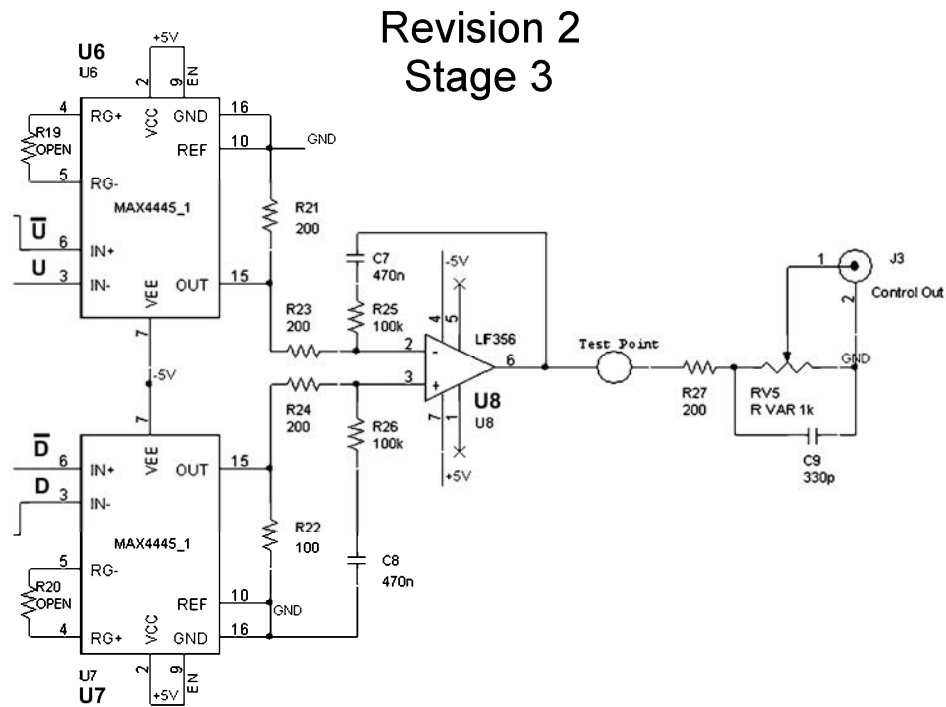 Revision 2
Stage 3
U6
U6
+5V
2
9
EN
4
RG+
VCC
GND
16
R19
OPEN
REF
10
GND
5
RG-
MAX4445_1
R21
200
U̅
6
IN+
U
3
IN-
VEE
OUT
15
7
-5V
7
C7
470n
R25
100k
R23
200
-5V
4
5
LF356
2
-
3
+
6
U8
U8
7
1
+5V
R24
200
R26
100k
Test Point
R27
200
RV5
R VAR 1k
C9
330p
1
J3
2
Control Out
GND
D̅
6
IN+
VEE
OUT
15
D
3
IN-
MAX4445_1
R22
100
C8
470n
5
RG-
R20
OPEN
REF
10
GND
4
RG+
VCC
GND
16
2
9
EN
+5V
U7
U7